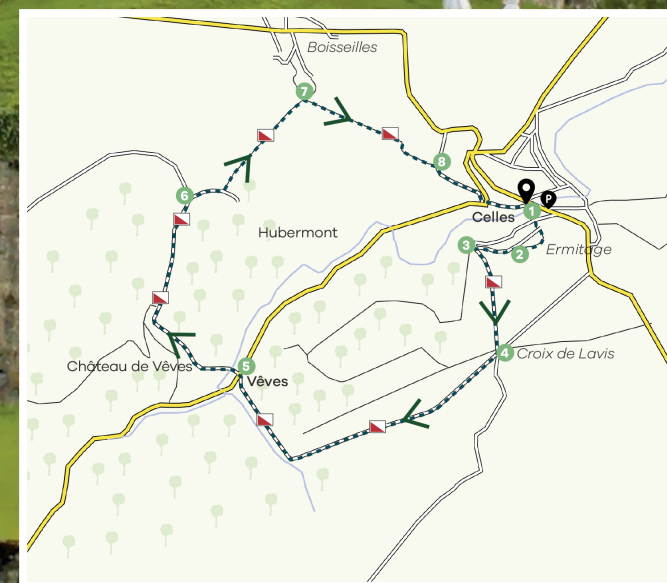 Boisseilles
7
8
6
P
Celles
1
Hubermont
3
2
Ermitage
4
Croix de Lavis
Château de Vêves
5
Vêves